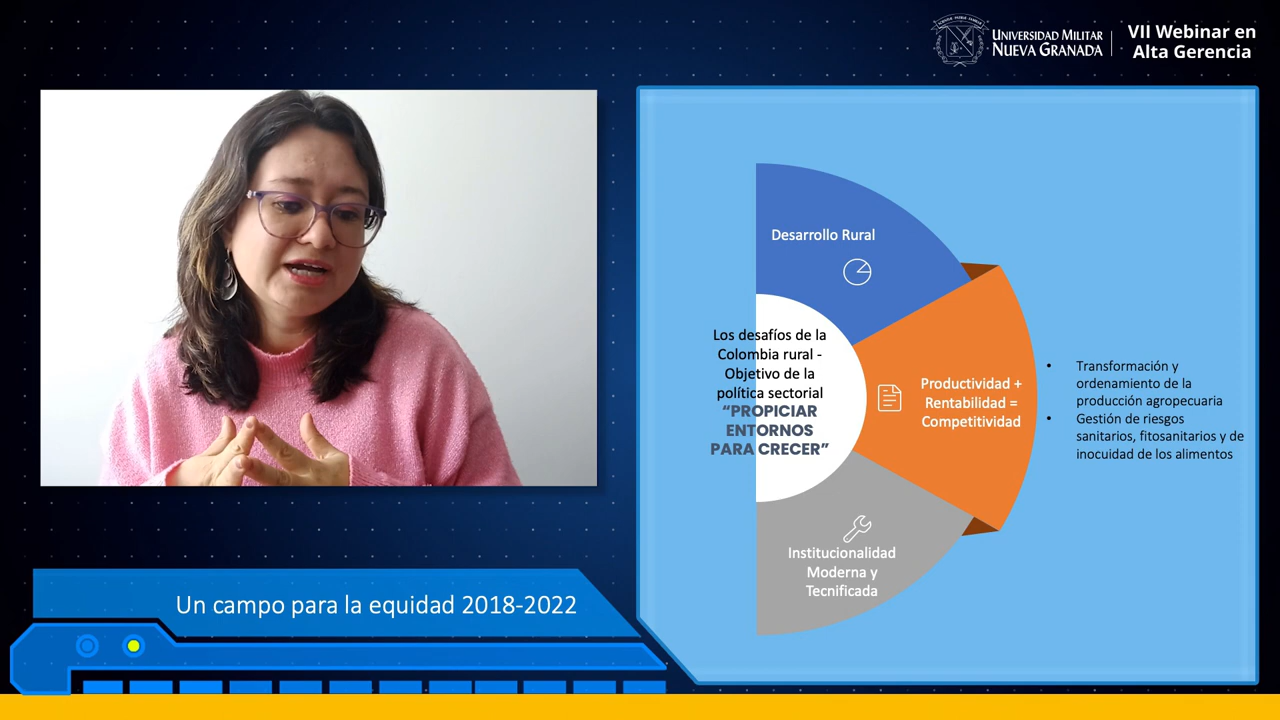 UNIVERSIDAD MILITAR
NUEVA GRANADA
VII Webinar en
Alta Gerencia
Desarrollo Rural
Los desafíos de la
Colombia rural -
Objetivo de la
política sectorial
“PROPICIAR
ENTORNOS
PARA CRECER”
Productividad +
Rentabilidad =
Competitividad
• Transformación y
ordenamiento de la
producción agropecuaria
• Gestión de riesgos
sanitarios, fitosanitarios y de
inocuidad de los alimentos
Institucionalidad
Moderna y
Tecnificada
Un campo para la equidad 2018-2022